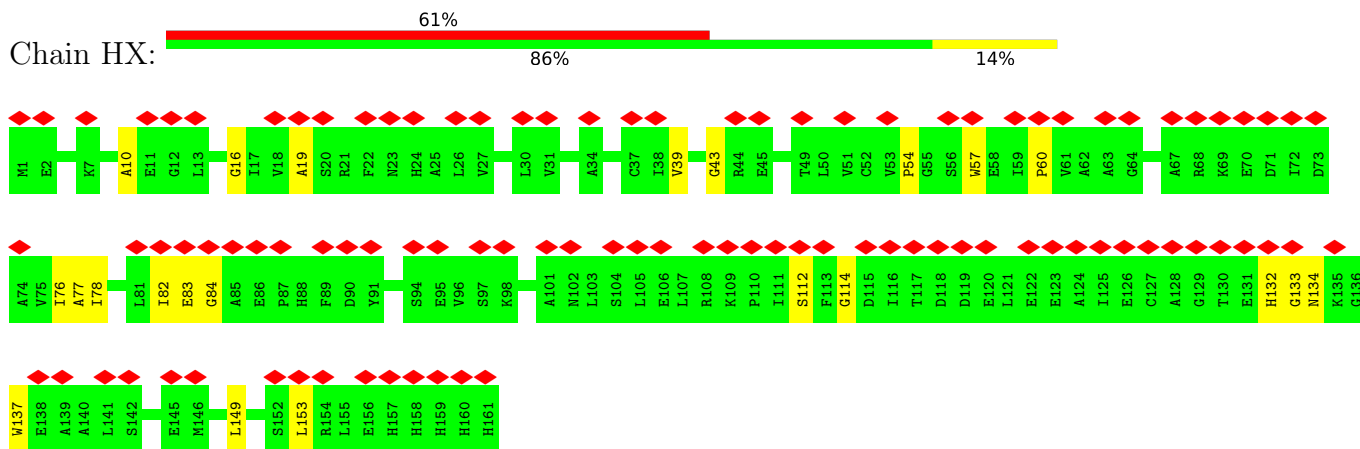 61%
Chain HX:
86% 14%
M1 E2 K7 A10 E11 G12 L13 G16 I17 V18 A19 S20 R21 F22 N23 H24 A25 L26 V27 L30 V31 A34 C37 I38 V39 G43 R44 E45 T49 L50 V51 C52 V53 P54 G55 S56 W57 E58 I59 P60 V61 A62 A63 G64 A67 R68 K69 E70 D71 I72 D73
A74 V75 I76 A77 I78 L81 I82 E83 G84 A85 E86 P87 H88 F89 D90 Y91 S94 E95 V96 S97 K98 A101 N102 L103 S104 L105 E106 L107 R108 K109 P110 I111 S112 F113 G114 D115 I116 T117 D118 D119 E120 L121 E122 E123 A124 I125 E126 C127 A128 G129 T130 E131 H132 G133 N134 K135 G136
W137 E138 A139 A140 L141 S142 E145 M146 L149 S152 L153 R154 L155 E156 H157 H158 H159 H160 H161